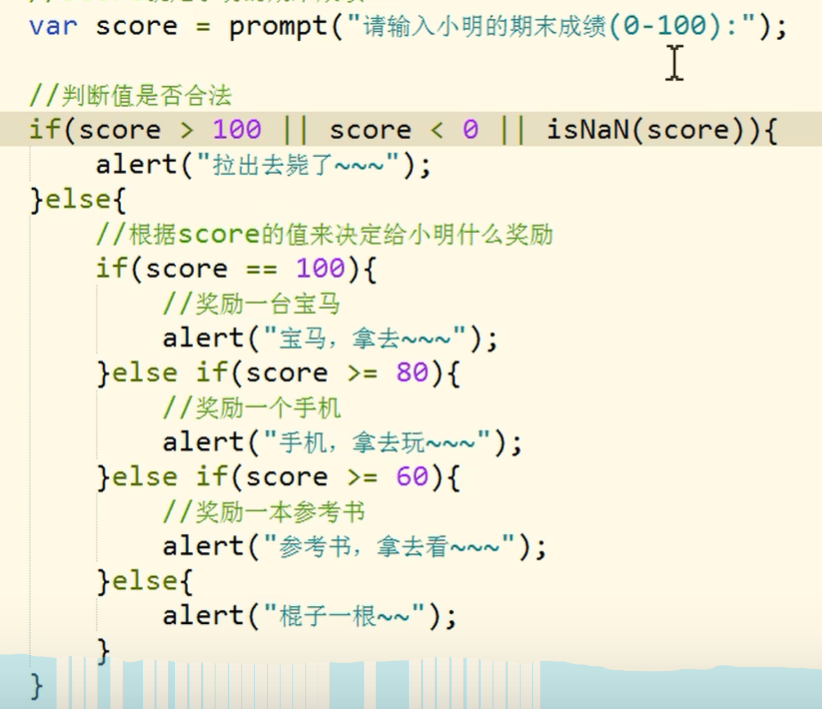 var score = prompt("请输入小明的期末成绩(0-100):");
//判断值是否合法
if(score > 100 || score < 0 || isNaN(score)){
alert("拉出去毙了~~~");
}else{
//根据score的值来决定给小明什么奖励
if(score == 100){
//奖励一台宝马
alert("宝马，拿去~~~");
}else if(score >= 80){
//奖励一个手机
alert("手机，拿去玩~~~");
}else if(score >= 60){
//奖励一本参考书
alert("参考书，拿去看~~~");
}else{
alert("棍子一根~~");
}
}